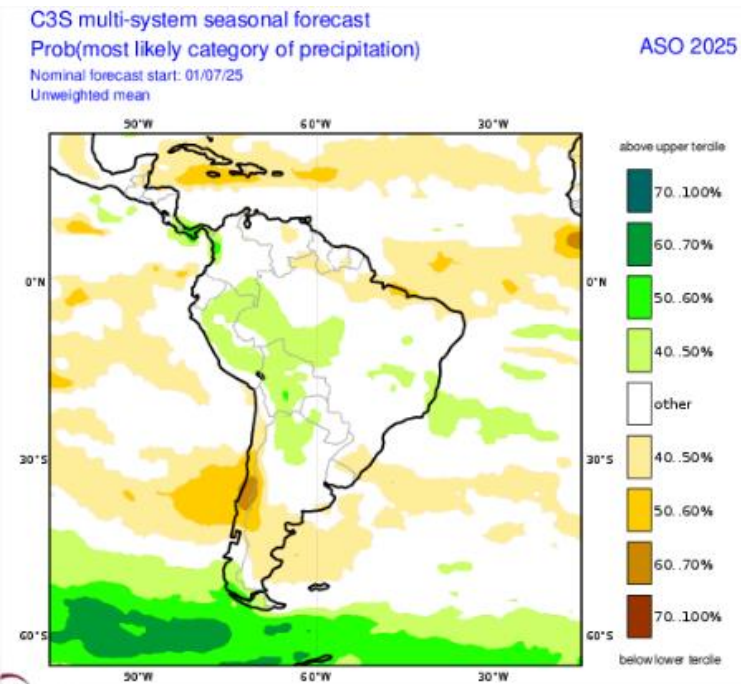 C3S multi-system seasonal forecast
Prob(most likely category of precipitation)
ASO 2025
Nominal forecast start: 01/07/25
Unweighted mean
90°W 60°W 30°W
above upper tercile
70..100%
60..70%
50..60%
40..50%
other
40..50%
50..60%
60..70%
70..100%
below lower tercile
0°N 0°N
30°S 30°S
60°S 60°S
90°W 60°W 30°W